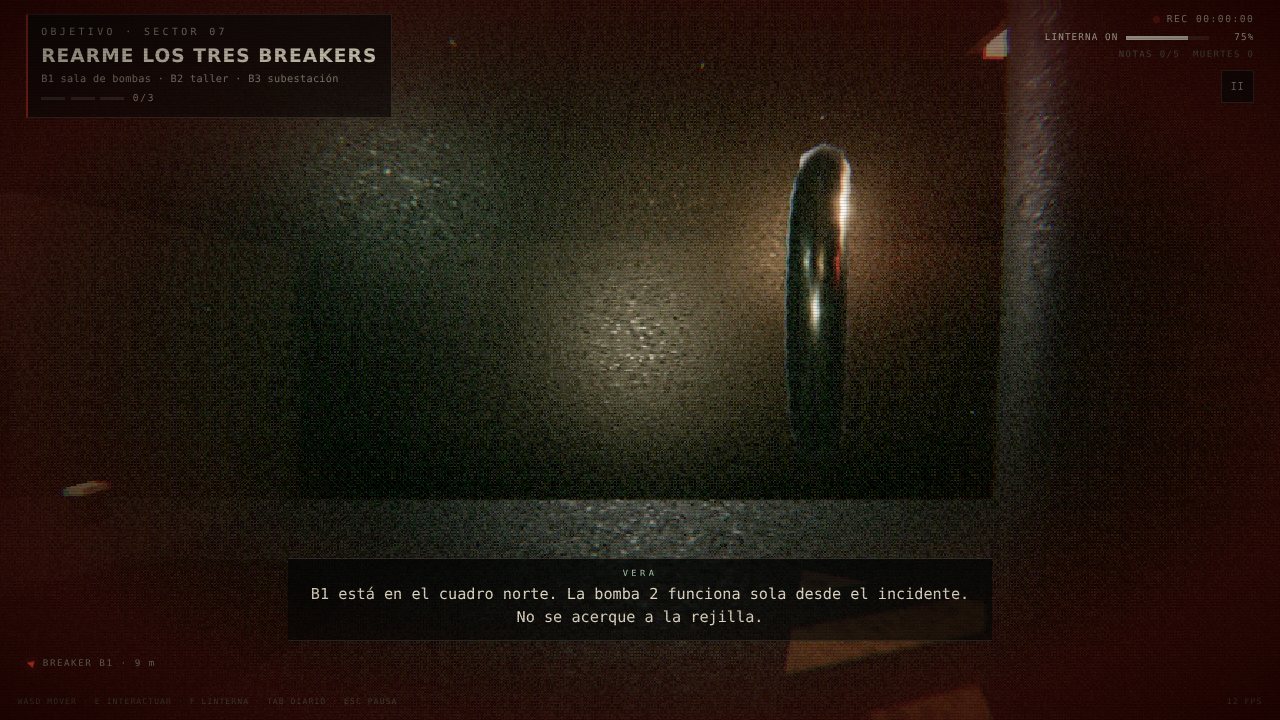 OBJETIVO · SECTOR 07
REARME LOS TRES BREAKERS
B1 sala de bombas · B2 taller · B3 subestación
0/3
REC 00:00:00
LINTERNA ON 75%
NOTAS 0/5 MUERTES 0
II
VERA
B1 está en el cuadro norte. La bomba 2 funciona sola desde el incidente.
No se acerque a la rejilla.
BREAKER B1 · 9 m
WASD MOVER · E INTERACTUAR · F LINTERNA · TAB DIARIO · ESC PAUSA
12 FPS